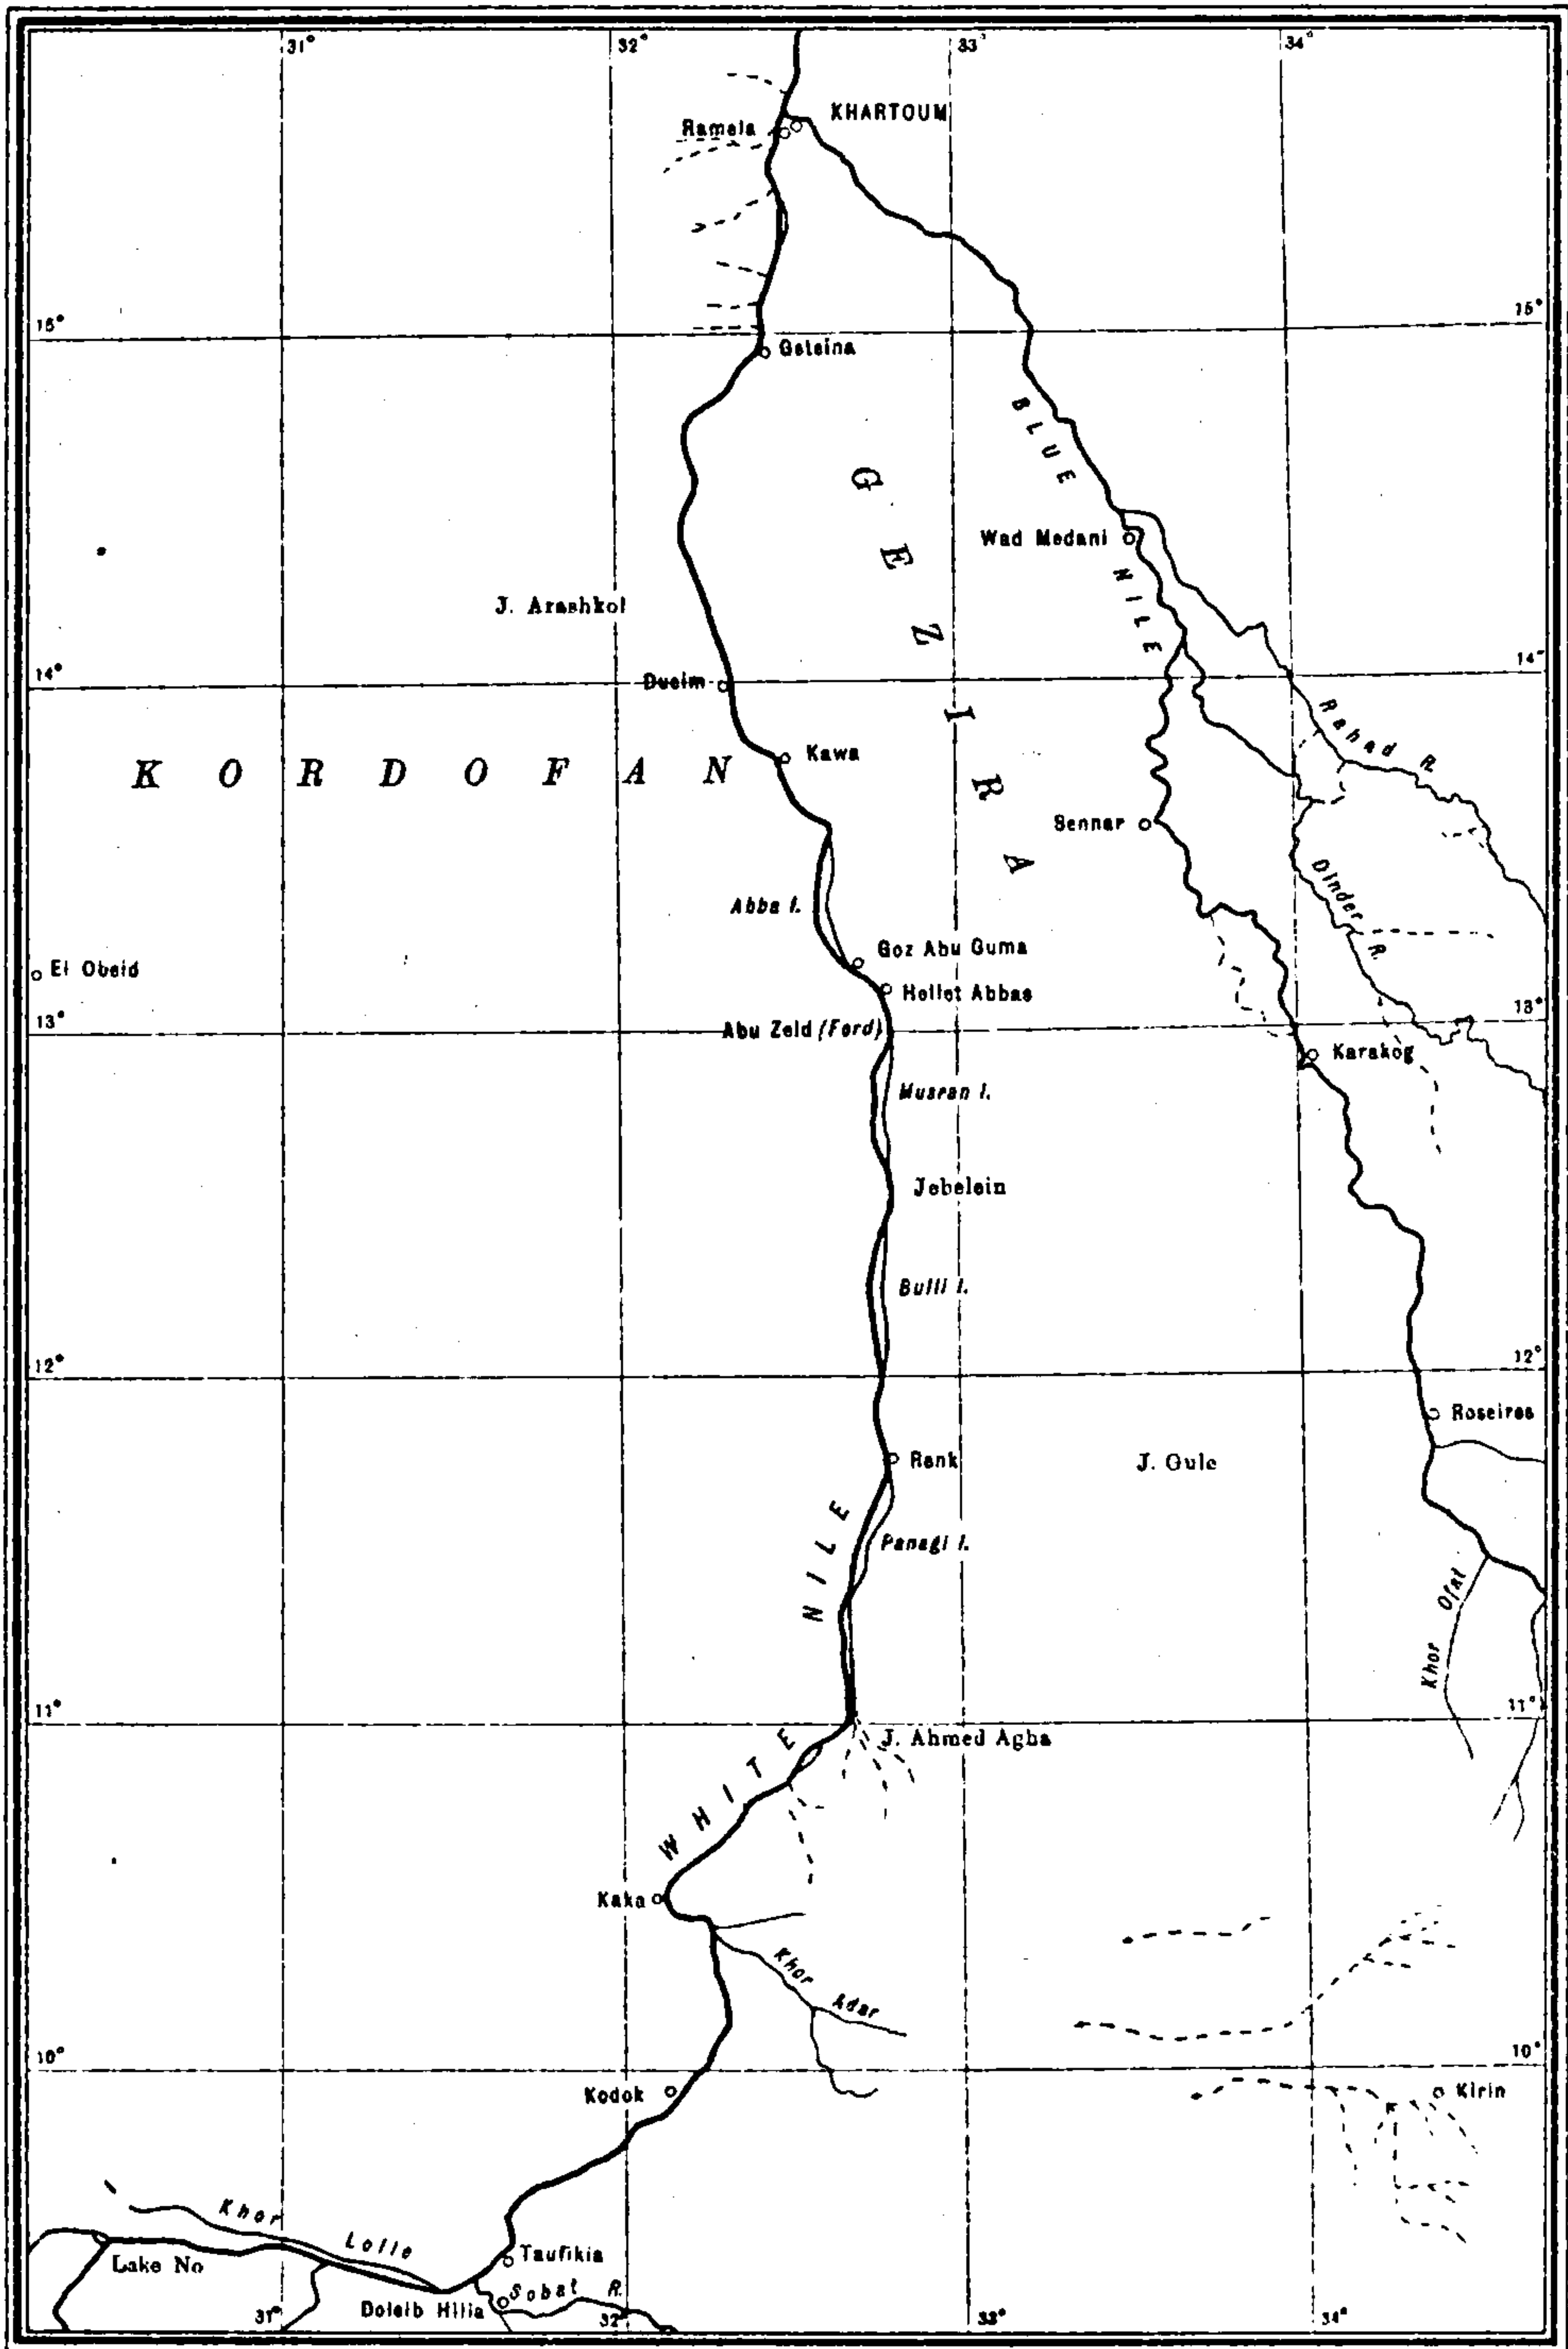 31° 32° 33° 34°
KHARTOUM
Ramela
15° 15°
Geteina
BLUE NILE
GEZIRA
Wad Medani
J. Arashkol
14° 14°
Dueim
Rahad R.
Kawa
KORDOFAN
Sennar
Dinder R.
Abba I.
Goz Abu Guma
El Obeid
Hellet Abbas
13° 13°
Abu Zeid (Ford)
Karakog
Musran I.
Jebelein
Bulli I.
12° 12°
Roseires
Renk
J. Gule
Panagi I.
WHITE NILE
Khor Ofat
11° 11°
J. Ahmed Agha
Kaka
Khor Adar
10° 10°
Kodok
Kirin
Khor Lolle
Lake No
Taufikia
Sobat R.
Doleib Hilla
31° 32° 33° 34°